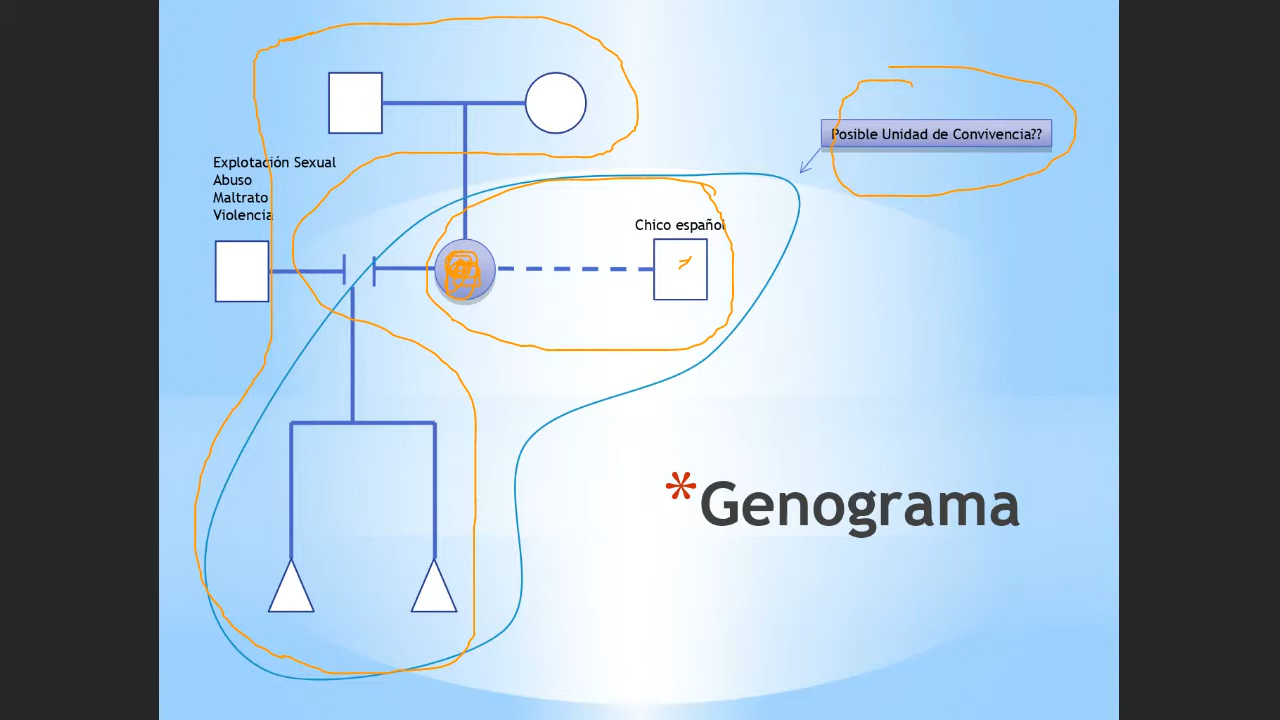 Posible Unidad de Convivencia??
Explotación Sexual
Abuso
Maltrato
Violencia
Chico español
*Genograma